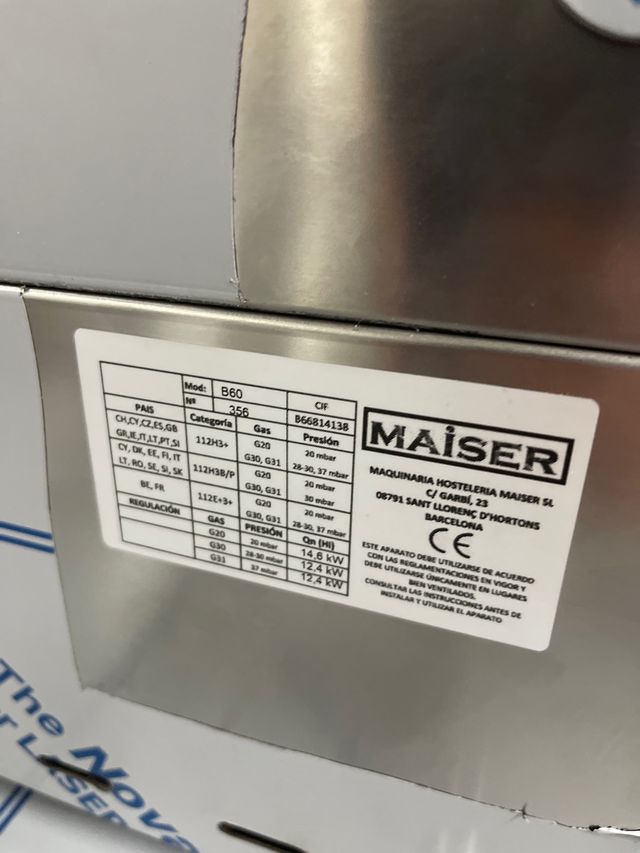 Mod: B60 CIF
Nº 356 B66814138
PAIS Categoría Gas Presión
CH,CY,CZ,ES,GB
GR,IE,IT,LT,PT,SI
112H3+
G20 20 mbar
G30, G31 28-30, 37 mbar
CY, DK, EE, FI, IT
LT, RO, SE, SI, SK
112H3B/P
G20 20 mbar
G30, G31 30 mbar
BE, FR
112E+3+
G20 20 mbar
G30, G31 28-30, 37 mbar
REGULACIÓN GAS PRESIÓN Qn (HI)
G20 20 mbar 14,6 kW
G30 28-30 mbar 12,4 kW
G31 37 mbar 12,4 kW
MAİSER
MAQUINARIA HOSTELERIA MAISER SL
C/ GARBÍ, 23
08791 SANT LLORENÇ D'HORTONS
BARCELONA
CE
ESTE APARATO DEBE UTILIZARSE DE ACUERDO
CON LAS REGLAMENTACIONES EN VIGOR Y
DEBE UTILIZARSE ÚNICAMENTE EN LUGARES
BIEN VENTILADOS.
CONSULTAR LAS INSTRUCCIONES ANTES DE
INSTALAR Y UTILIZAR EL APARATO
The Nova
LASER